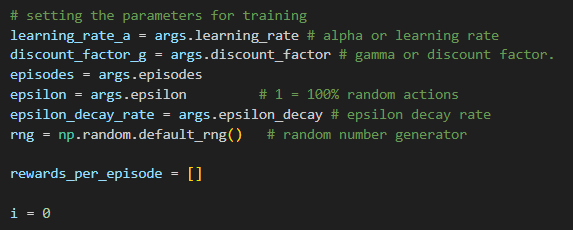 # setting the parameters for training
learning_rate_a = args.learning_rate # alpha or learning rate
discount_factor_g = args.discount_factor # gamma or discount factor.
episodes = args.episodes
epsilon = args.epsilon         # 1 = 100% random actions
epsilon_decay_rate = args.epsilon_decay # epsilon decay rate
rng = np.random.default_rng()   # random number generator
rewards_per_episode = []
i = 0